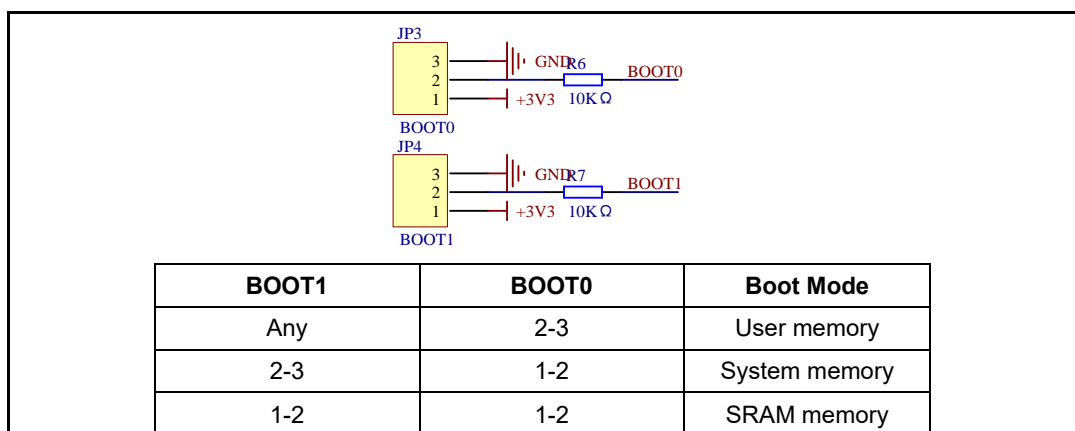 JP3
3 GND R6 BOOT0
2
1 +3V3 10KΩ
BOOT0
JP4
3 GND R7 BOOT1
2
1 +3V3 10KΩ
BOOT1
BOOT1 BOOT0 Boot Mode
Any 2-3 User memory
2-3 1-2 System memory
1-2 1-2 SRAM memory